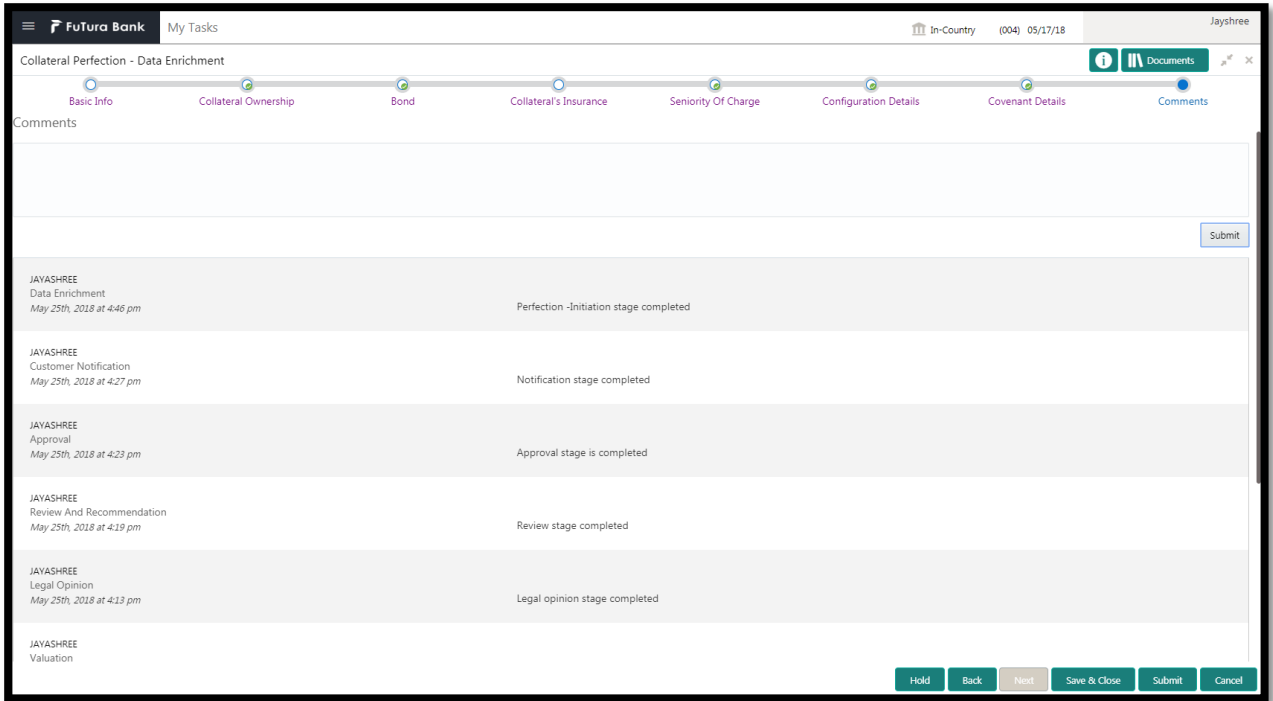 FuTura Bank
My Tasks
In-Country (004) 05/17/18
Jayshree
Collateral Perfection - Data Enrichment
Documents
Basic Info
Collateral Ownership
Bond
Collateral's Insurance
Seniority Of Charge
Configuration Details
Covenant Details
Comments
Comments
Submit
JAYASHREE
Data Enrichment
May 25th, 2018 at 4:46 pm
Perfection -Initiation stage completed
JAYASHREE
Customer Notification
May 25th, 2018 at 4:27 pm
Notification stage completed
JAYASHREE
Approval
May 25th, 2018 at 4:23 pm
Approval stage is completed
JAYASHREE
Review And Recommendation
May 25th, 2018 at 4:19 pm
Review stage completed
JAYASHREE
Legal Opinion
May 25th, 2018 at 4:13 pm
Legal opinion stage completed
JAYASHREE
Valuation
Hold
Back
Next
Save & Close
Submit
Cancel